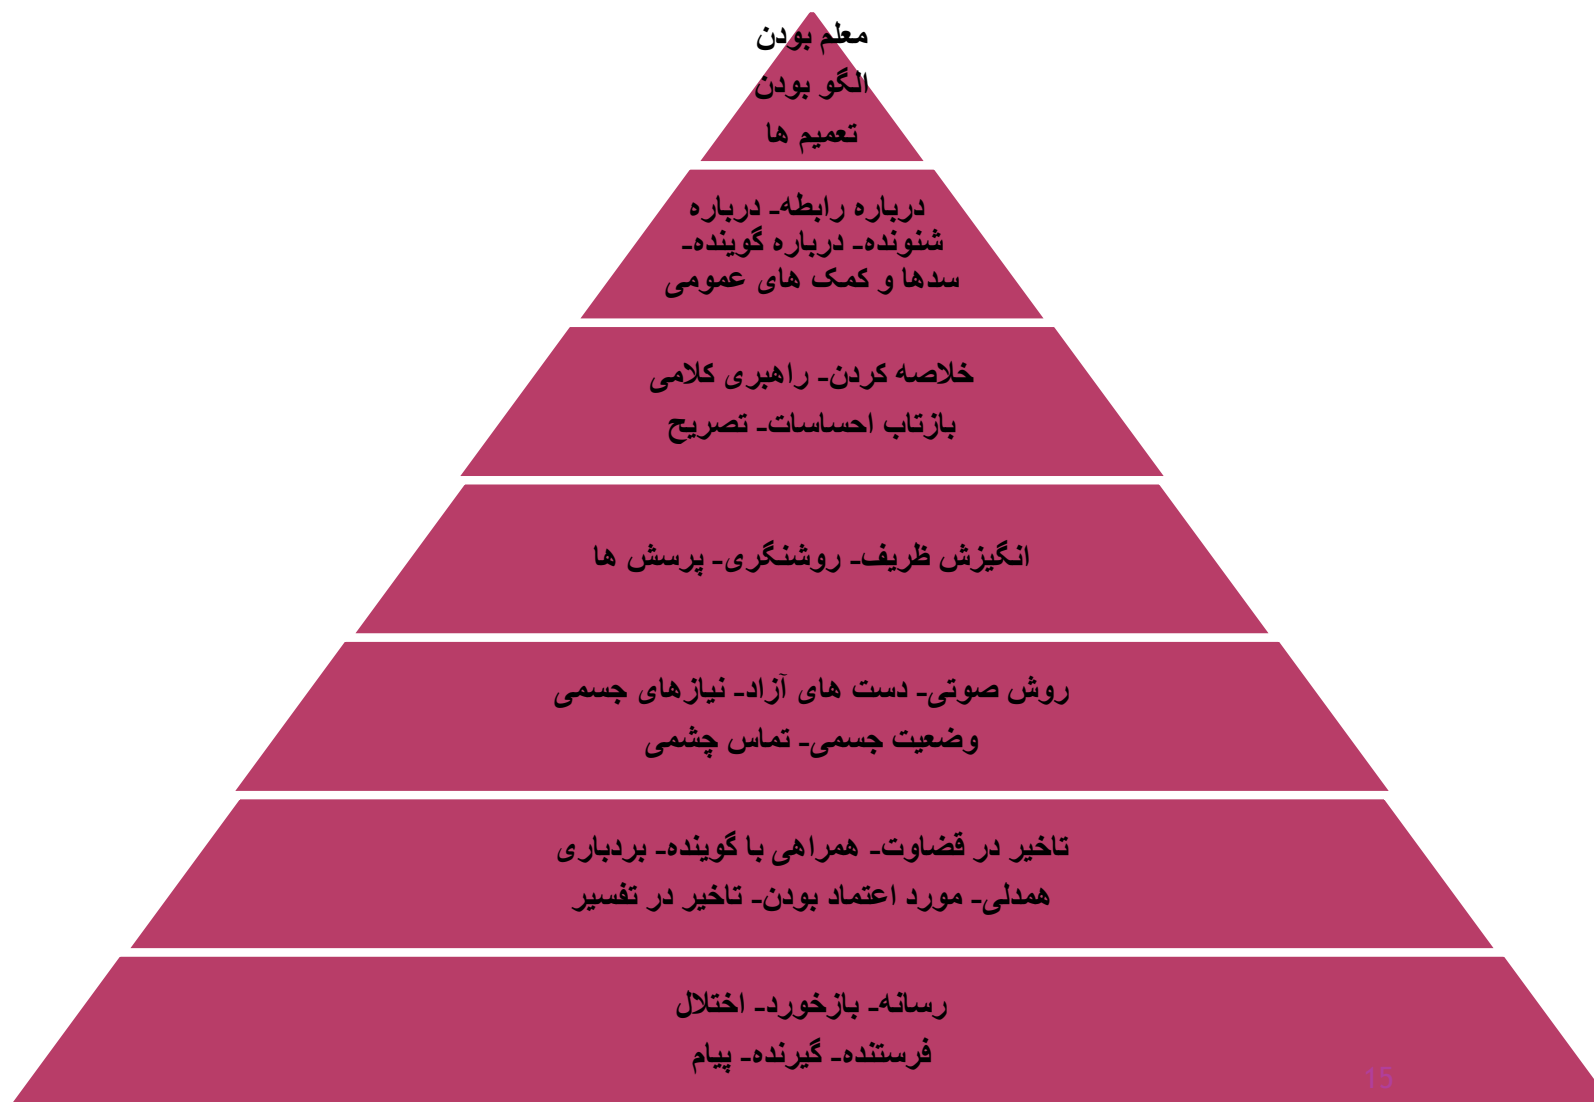 معلم بودن
الگو بودن
تعمیم ها
درباره رابطه- درباره
شنونده- درباره گوینده-
سدها و کمک های عمومی
خلاصه کردن- راهبری کلامی
بازتاب احساسات- تصریح
انگیزش ظریف- روشنگری- پرسش ها
روش صوتی- دست های آزاد- نیازهای جسمی
وضعیت جسمی- تماس چشمی
تاخیر در قضاوت- همراهی با گوینده- بردباری
همدلی- مورد اعتماد بودن- تاخیر در تفسیر
رسانه- بازخورد- اختلال
فرستنده- گیرنده- پیام
15